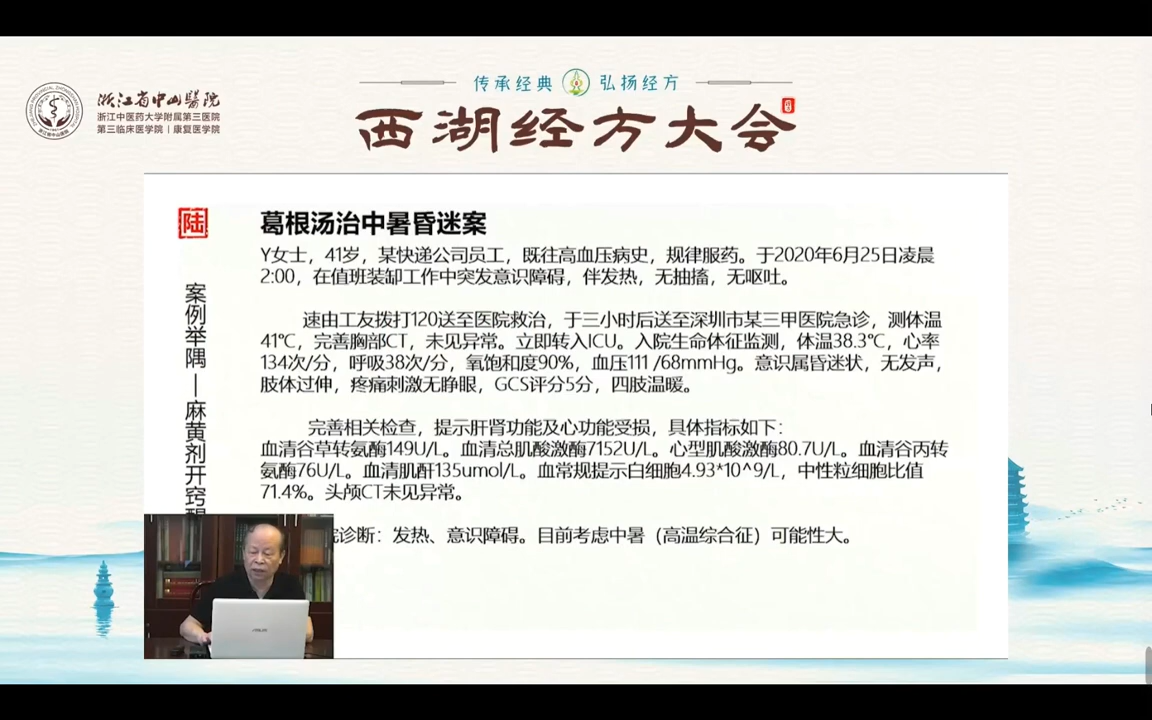 传承经典 弘扬经方
西湖经方大会
浙江省中山醫院
浙江中医药大学附属第三医院
第三临床医学院 | 康复医学院
陆
案例举隅—麻黄剂开窍
葛根汤治中暑昏迷案
Y女士，41岁，某快递公司员工，既往高血压病史，规律服药。于2020年6月25日凌晨
2:00，在值班装缷工作中突发意识障碍，伴发热，无抽搐，无呕吐。
速由工友拨打120送至医院救治，于三小时后送至深圳市某三甲医院急诊，测体温
41℃，完善胸部CT，未见异常。立即转入ICU。入院生命体征监测，体温38.3℃，心率
134次/分，呼吸38次/分，氧饱和度90%，血压111 /68mmHg。意识属昏迷状，无发声，
肢体过伸，疼痛刺激无睁眼，GCS评分5分，四肢温暖。
完善相关检查，提示肝肾功能及心功能受损，具体指标如下：
血清谷草转氨酶149U/L。血清总肌酸激酶7152U/L。心型肌酸激酶80.7U/L。血清谷丙转
氨酶76U/L。血清肌酐135umol/L。血常规提示白细胞4.93*10^9/L，中性粒细胞比值
71.4%。头颅CT未见异常。
诊断：发热、意识障碍。目前考虑中暑（高温综合征）可能性大。